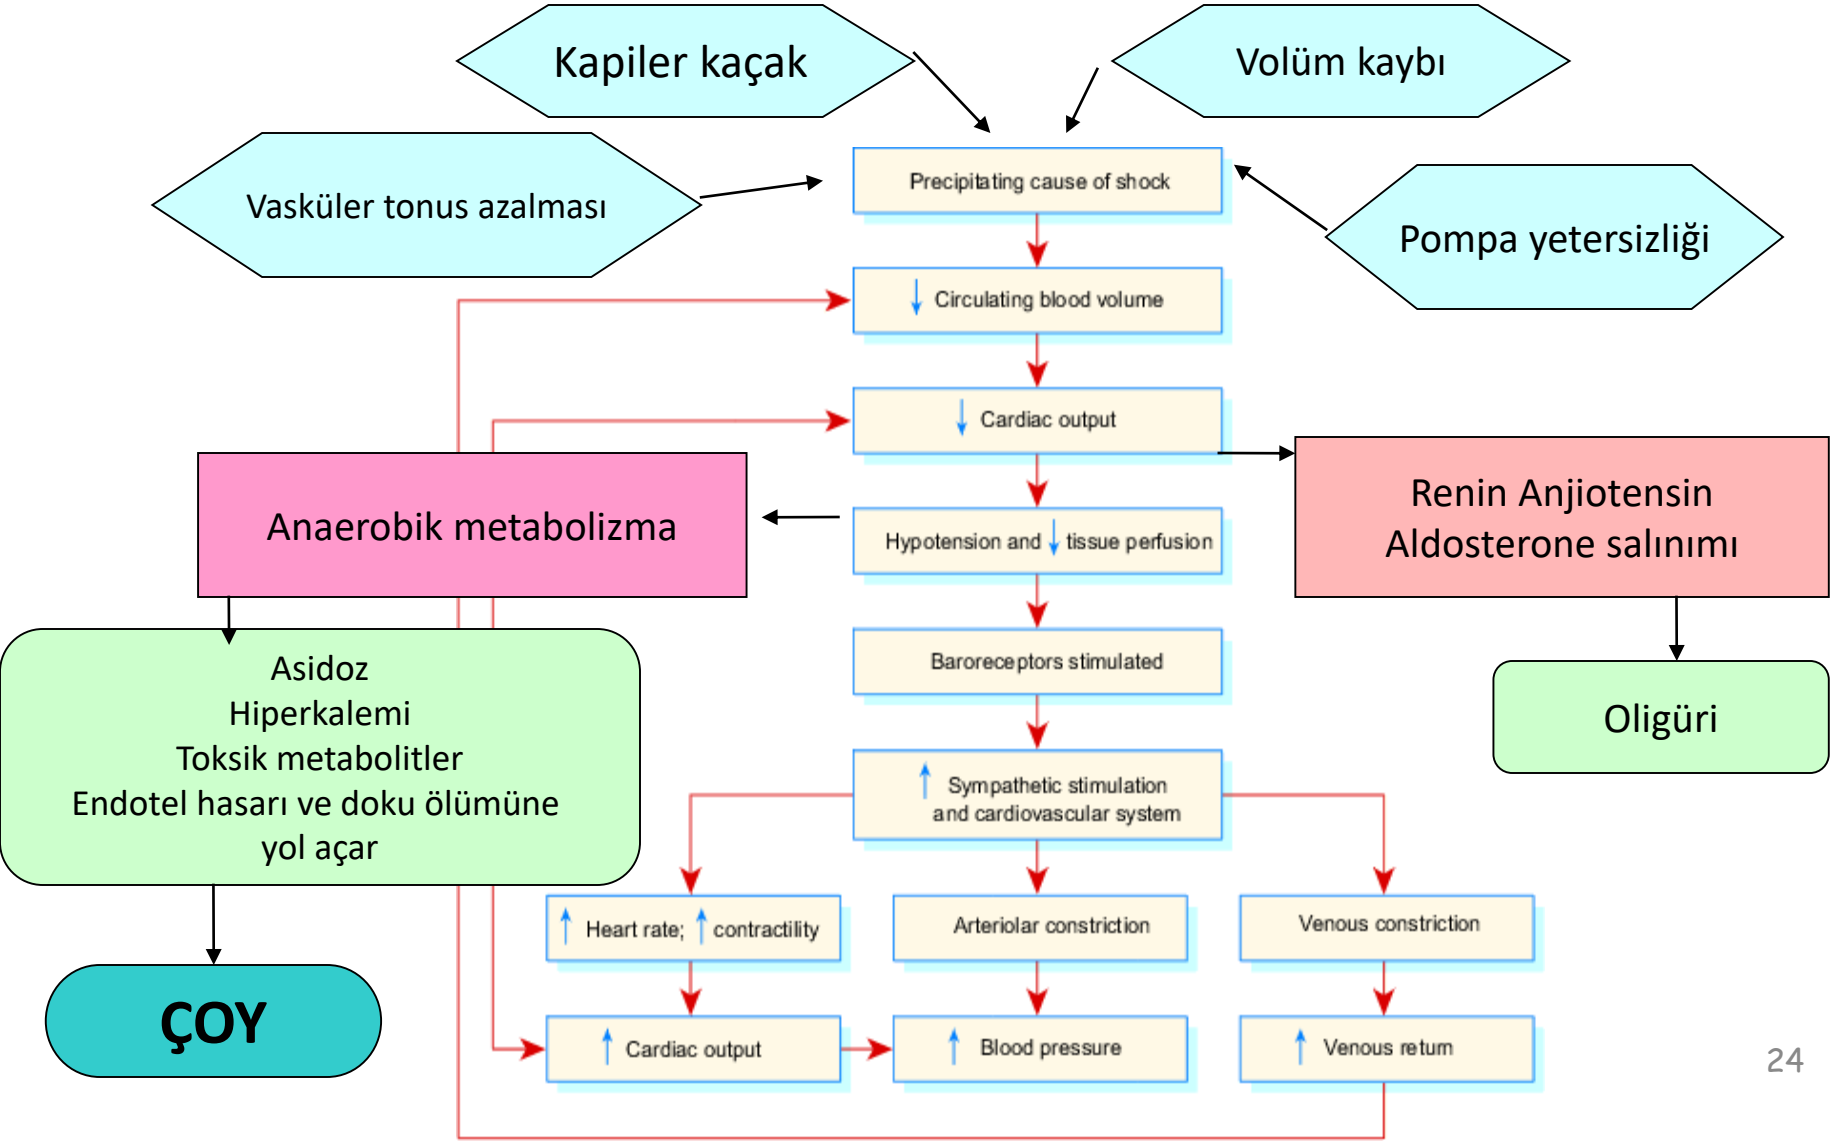 Kapiler kaçak
Volüm kaybı
Vasküler tonus azalması
Precipitating cause of shock
Pompa yetersizliği
↓ Circulating blood volume
↓ Cardiac output
Anaerobik metabolizma
Renin Anjiotensin
Aldosterone salınımı
Hypotension and ↓ tissue perfusion
Baroreceptors stimulated
Asidoz
Hiperkalemi
Toksik metabolitler
Endotel hasarı ve doku ölümüne
yol açar
Oligüri
↑ Sympathetic stimulation
and cardiovascular system
↑ Heart rate; ↑ contractility
Arteriolar constriction
Venous constriction
ÇOY
↑ Cardiac output
↑ Blood pressure
↑ Venous return
24